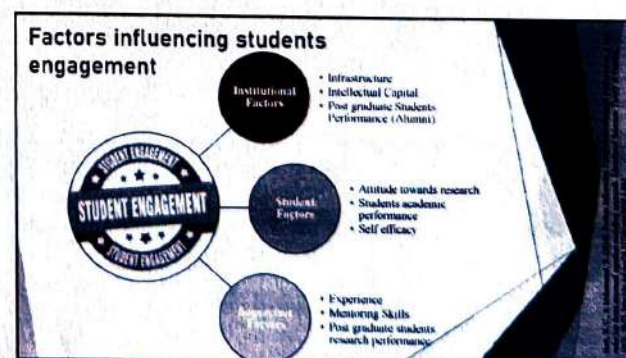 Factors influencing students
engagement
Institutional
Factors
• Infrastructure
• Intellectual Capital
• Post graduate Students
Performance (Alumni)
STUDENT ENGAGEMENT
STUDENT ENGAGEMENT
STUDENT ENGAGEMENT
Student
Factors
• Attitude towards research
• Students academic
performance
• Self efficacy
Factors
• Experience
• Mentoring Skills
• Post graduate students
research performance